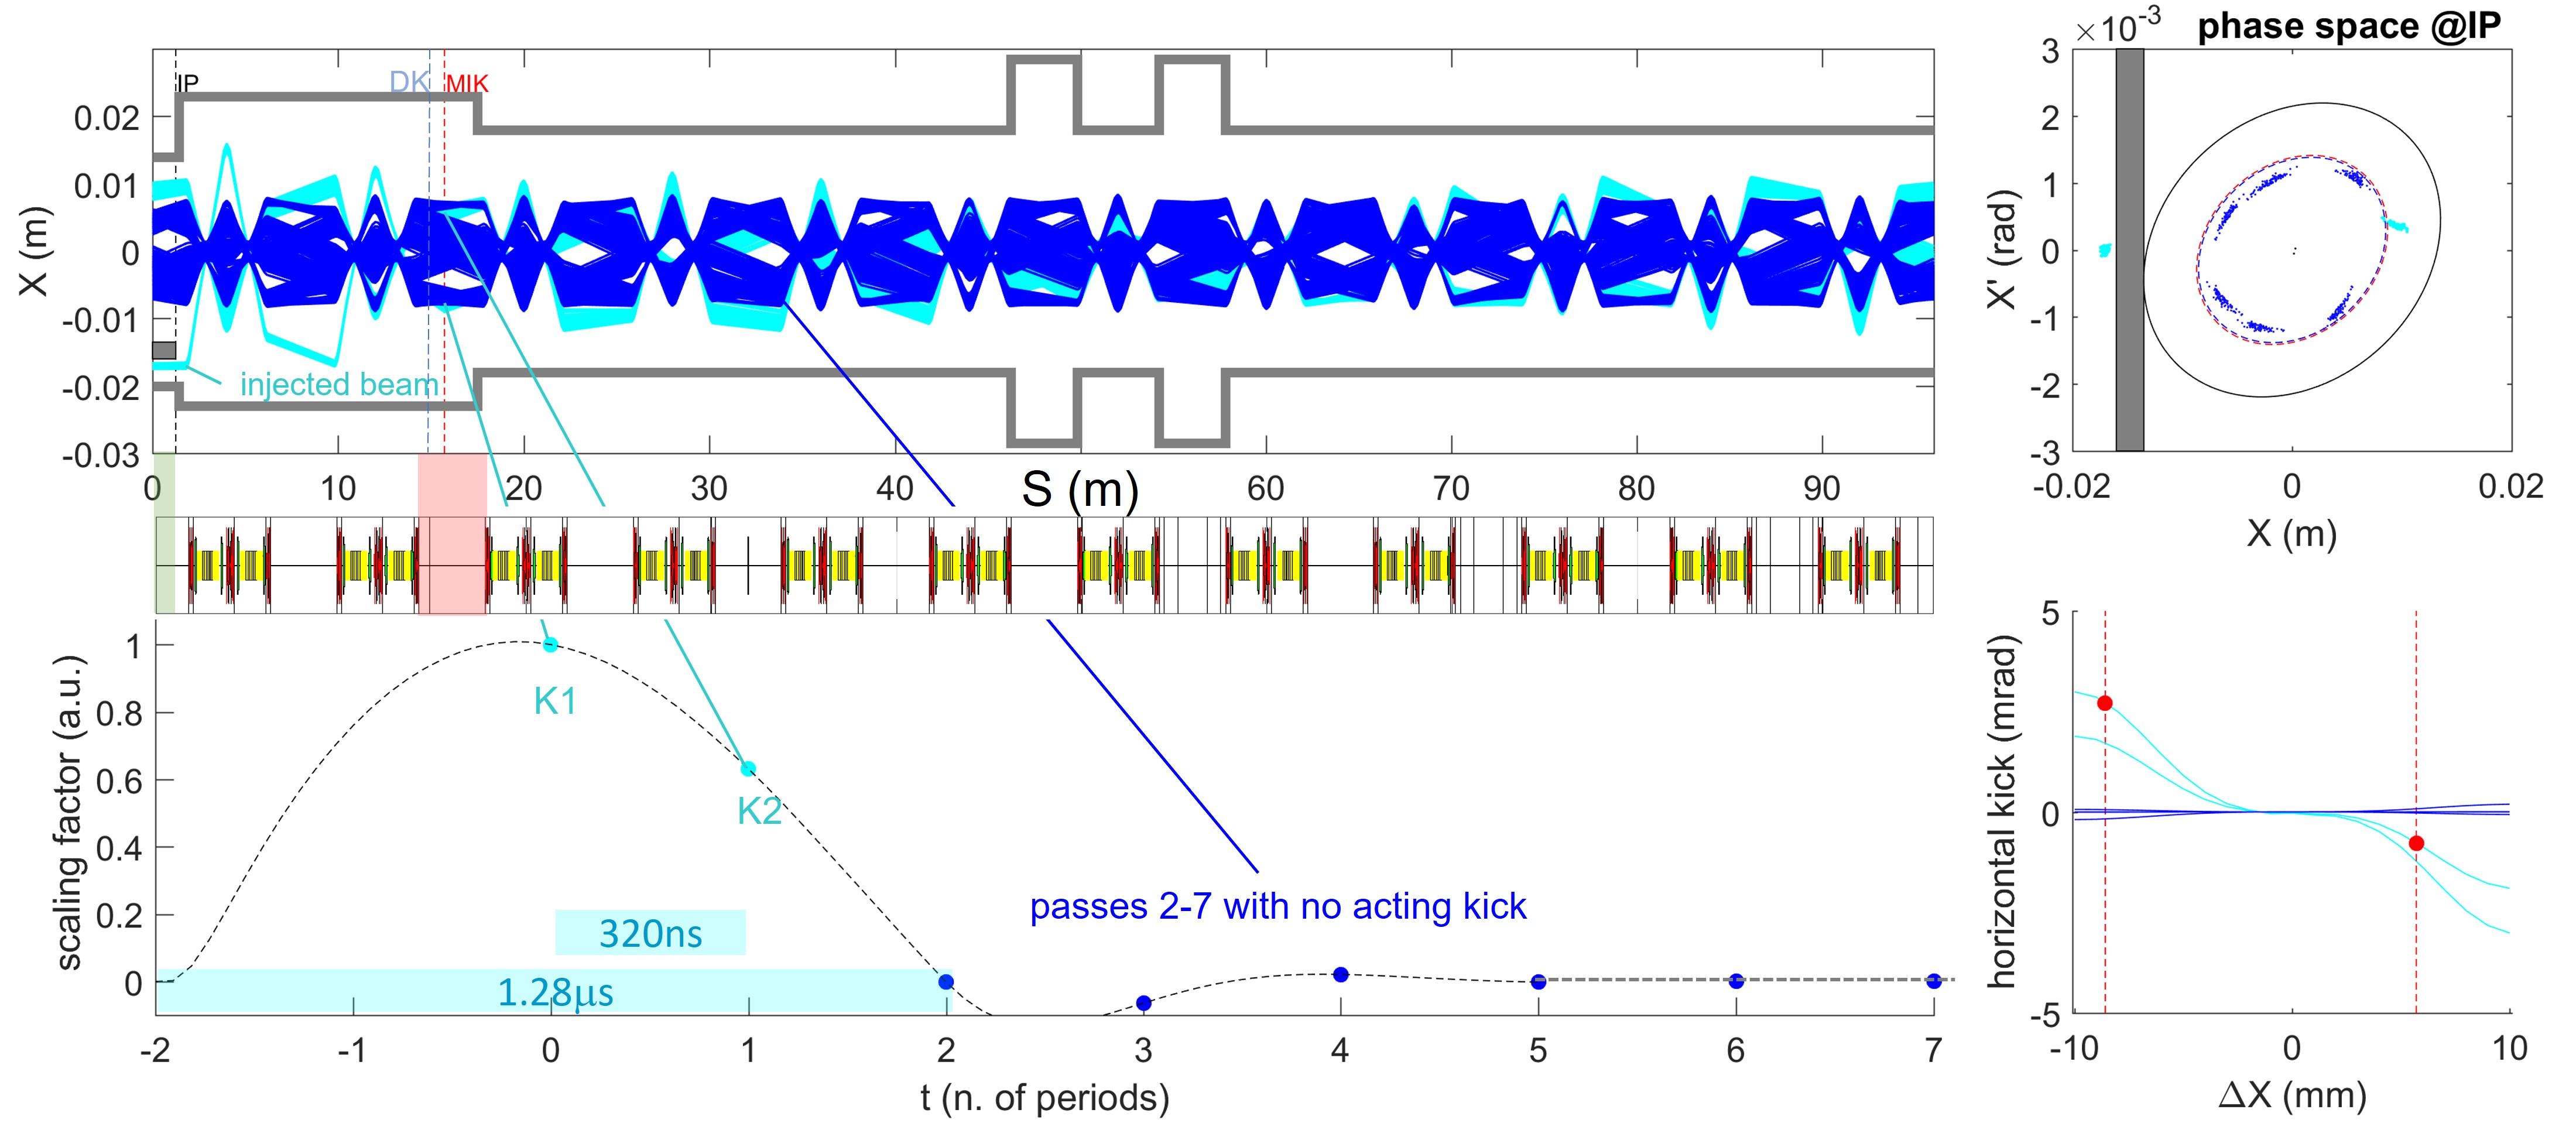 ×10⁻³ phase space @IP
IP
DK
MIK
0.02
0.01
0
-0.01
-0.02
-0.03
X (m)
injected beam
0
10
20
30
40
S (m)
60
70
80
90
3
2
1
0
-1
-2
-3
X' (rad)
-0.02
0
0.02
X (m)
1
0.8
0.6
0.4
0.2
0
scaling factor (a.u.)
K1
K2
320ns
1.28μs
passes 2-7 with no acting kick
-2
-1
0
1
2
3
4
5
6
7
t (n. of periods)
5
0
-5
horizontal kick (mrad)
-10
0
10
ΔX (mm)